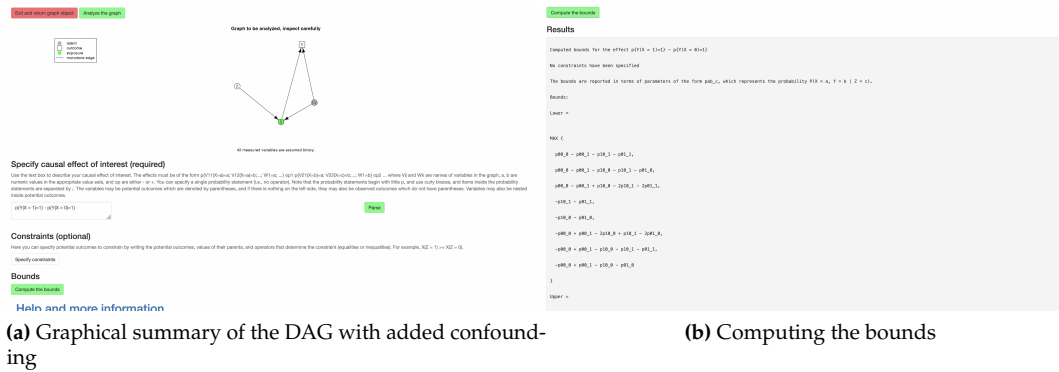 Exit and return graph object
Analyze the graph
Graph to be analyzed, inspect carefully
latent
outcome
exposure
monotone edge
All measured variables are assumed binary
Specify causal effect of interest (required)
Use the text box to describe your causal effect of interest. The effects must be of the form p{V11(X=a)=a; V12(X=a)=b;...; W1=a; ...} op1 p{V21(X=b)=a; V22(X=c)=b;...; W1=b} op2 ... where Vij and Wk are names of variables in the graph, a, b are
numeric values in the appropriate value sets, and op are either - or +. You can specify a single probability statement (i.e., no operator). Note that the probability statements begin with little p, and use curly braces, and items inside the probability
statements are separated by ;. The variables may be potential outcomes which are denoted by parentheses, and if there is nothing on the left side, they may also be observed outcomes which do not have parentheses. Variables may also be nested
inside potential outcomes.
p{Y(X = 1)=1} - p{Y(X = 0)=1}
Parse
Constraints (optional)
Here you can specify potential outcomes to constrain by writing the potential outcomes, values of their parents, and operators that determine the constraint (equalities or inequalities). For example, X(Z = 1) >= X(Z = 0).
Specify constraints
Bounds
Compute the bounds
Help and more information
(a) Graphical summary of the DAG with added confound-
ing
Compute the bounds
Results
Computed bounds for the effect p{Y(X = 1)=1} - p{Y(X = 0)=1}
No constraints have been specified
The bounds are reported in terms of parameters of the form pab_c, which represents the probability P(X = a, Y = b | Z = c).
Bounds:
Lower =
MAX {
p00_0 - p00_1 - p10_1 - p01_1,
p00_0 - p00_1 - p10_0 - p10_1 - p01_0,
p00_0 - p00_1 + p10_0 - 2p10_1 - 2p01_1,
-p10_1 - p01_1,
-p10_0 - p01_0,
-p00_0 + p00_1 - 2p10_0 + p10_1 - 2p01_0,
-p00_0 + p00_1 - p10_0 - p10_1 - p01_1,
-p00_0 + p00_1 - p10_0 - p01_0
}
Upper =
(b) Computing the bounds